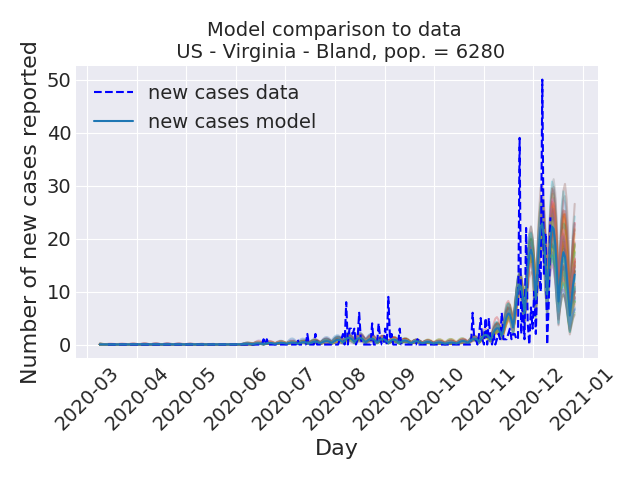 Model comparison to data
US - Virginia - Bland, pop. = 6280
Number of new cases reported
50
40
30
20
10
0
new cases data
new cases model
2020-03
2020-04
2020-05
2020-06
2020-07
2020-08
2020-09
2020-10
2020-11
2020-12
2021-01
Day